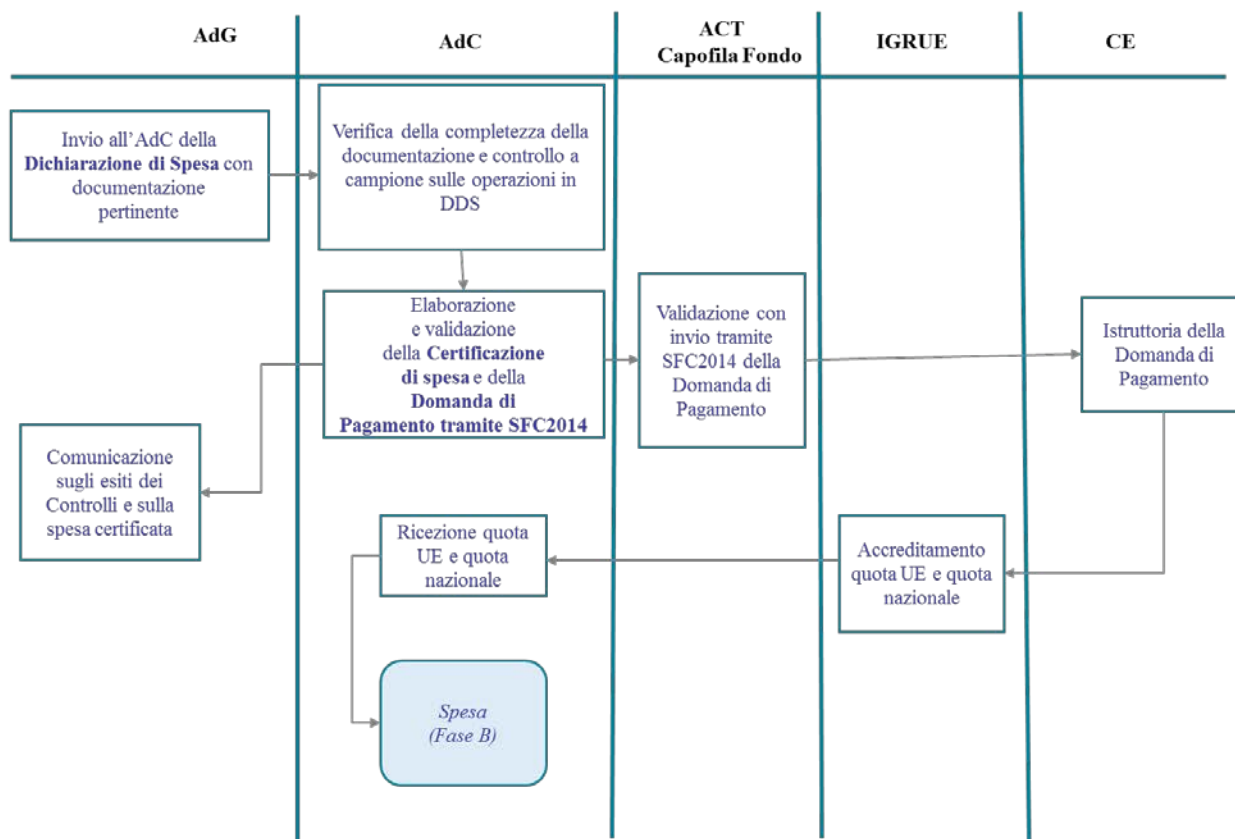 AdG
AdC
ACT
Capofila Fondo
IGRUE
CE
Invio all’AdC della
Dichiarazione di Spesa con
documentazione
pertinente
Verifica della completezza della
documentazione e controllo a
campione sulle operazioni in
DDS
Elaborazione
e validazione
della Certificazione
di spesa e della
Domanda di
Pagamento tramite SFC2014
Validazione con
invio tramite
SFC2014 della
Domanda di
Pagamento
Istruttoria della
Domanda di
Pagamento
Comunicazione
sugli esiti dei
Controlli e sulla
spesa certificata
Ricezione quota
UE e quota
nazionale
Accreditamento
quota UE e quota
nazionale
Spesa
(Fase B)